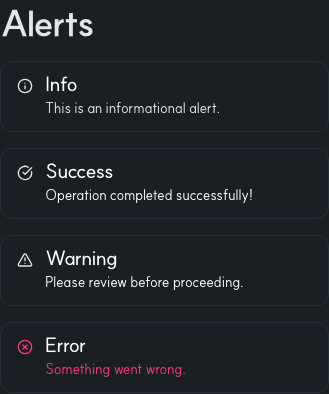 Alerts
Info
This is an informational alert.
Success
Operation completed successfully!
Warning
Please review before proceeding.
Error
Something went wrong.